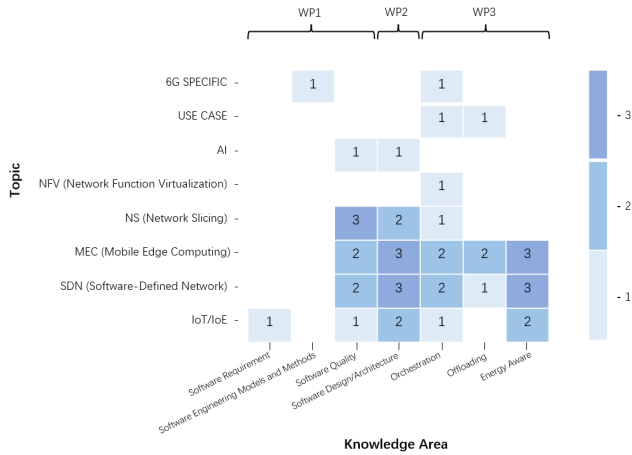 WP1 WP2 WP3
6G SPECIFIC - 1 1
USE CASE - 1 1
AI - 1 1
NFV (Network Function Virtualization) - 1
NS (Network Slicing) - 3 2 1
MEC (Mobile Edge Computing) - 2 3 2 2 3
SDN (Software-Defined Network) - 2 3 2 1 3
IoT/IoE - 1 1 2 1 2
Topic
Software Requirement
Software Engineering Models and Methods
Software Quality
Software Design/Architecture
Orchestration
Offloading
Energy Aware
Knowledge Area
- 3
- 2
- 1